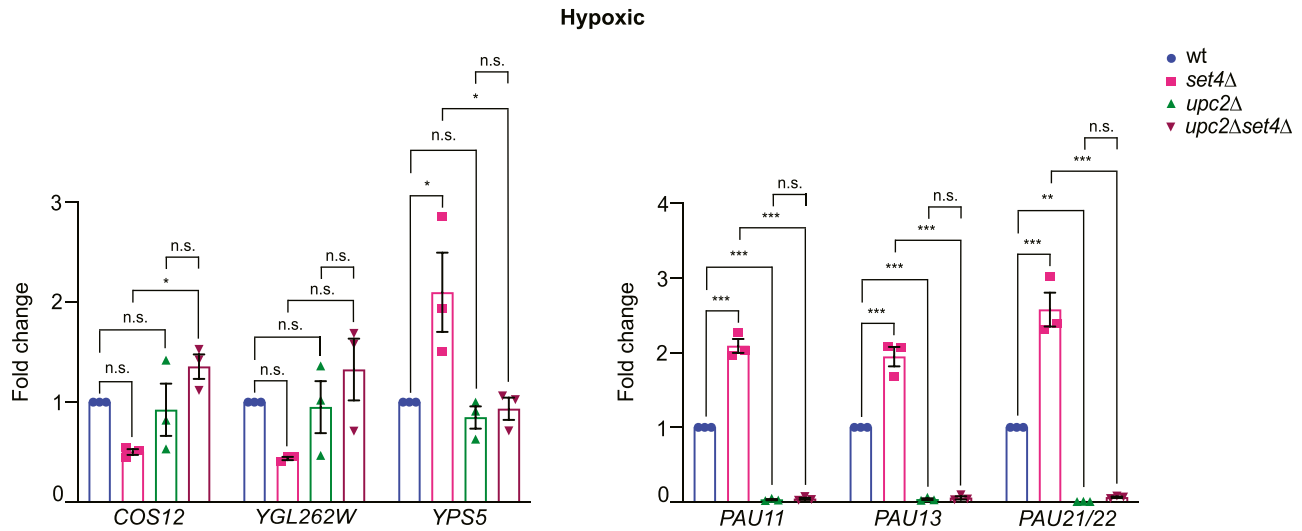 Hypoxic
wt
set4Δ
upc2Δ
upc2Δset4Δ
Fold change
3
2
1
0
n.s.
n.s.
*
n.s.
n.s.
n.s.
n.s.
n.s.
n.s.
*
n.s.
*
COS12 YGL262W YPS5
Fold change
4
3
2
1
0
n.s.
***
***
***
n.s.
***
***
***
n.s.
***
**
***
PAU11 PAU13 PAU21/22